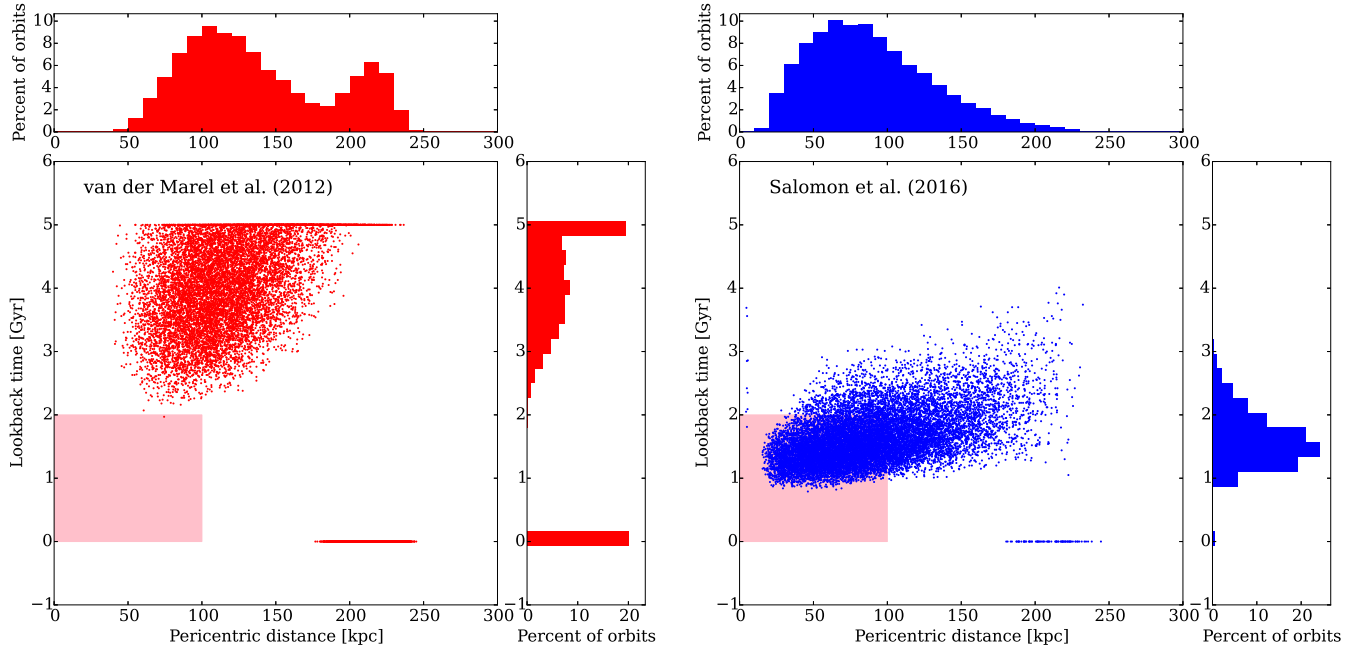 Percent of orbits
10
8
6
4
2
0
0 50 100 150 200 250 300
van der Marel et al. (2012)
Lookback time [Gyr]
6
5
4
3
2
1
0
−1
0 50 100 150 200 250 300
Pericentric distance [kpc]
6
5
4
3
2
1
0
−1
0 10 20
Percent of orbits
Percent of orbits
10
8
6
4
2
0
0 50 100 150 200 250 300
Salomon et al. (2016)
Lookback time [Gyr]
6
5
4
3
2
1
0
−1
0 50 100 150 200 250 300
Pericentric distance [kpc]
6
5
4
3
2
1
0
−1
0 10 20
Percent of orbits